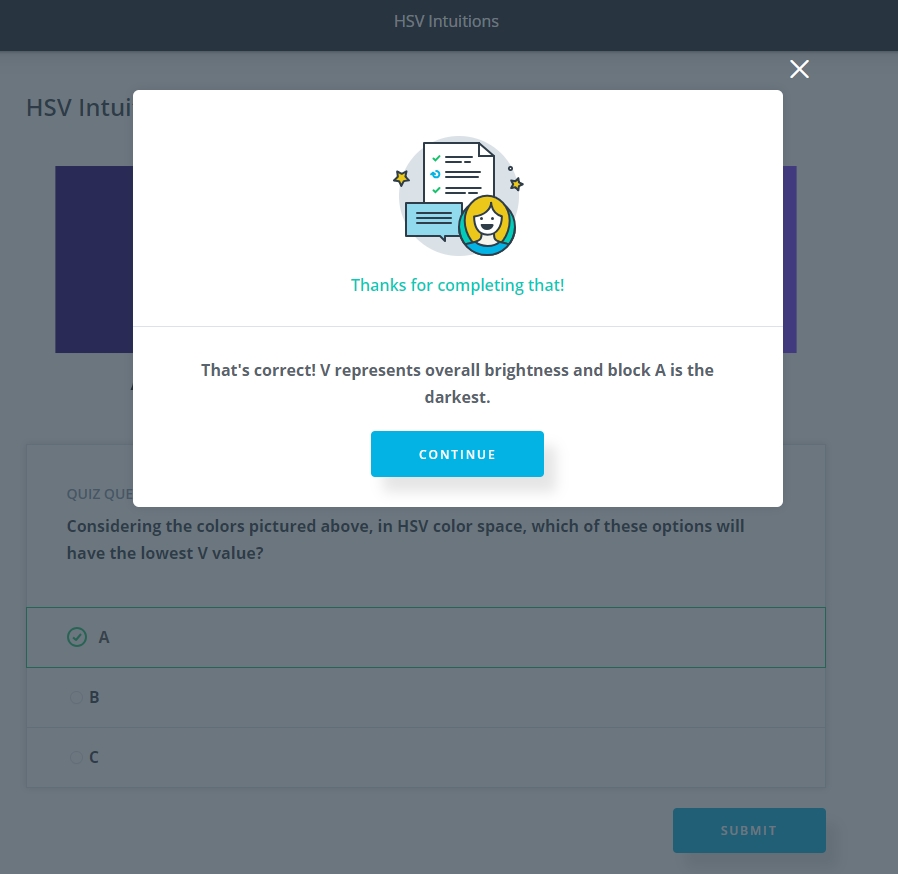 HSV Intuitions
HSV Intui
Thanks for completing that!
That's correct! V represents overall brightness and block A is the
darkest.
CONTINUE
QUIZ QUE
Considering the colors pictured above, in HSV color space, which of these options will
have the lowest V value?
A
B
C
SUBMIT